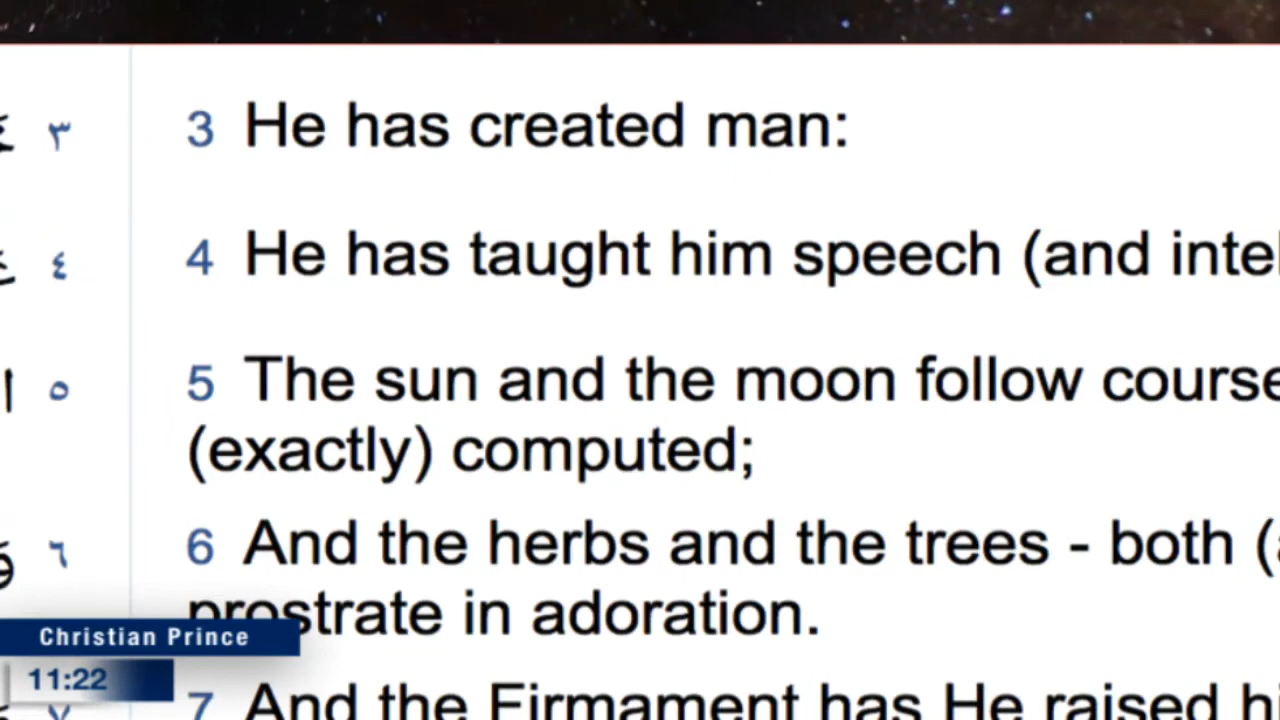 ٣ 3 He has created man:
٤ 4 He has taught him speech (and
٥ 5 The sun and the moon follow
(exactly) computed;
٦ 6 And the herbs and the trees - both
prostrate in adoration.
Christian Prince
11:22
٧ 7 And the Firmament has He raised